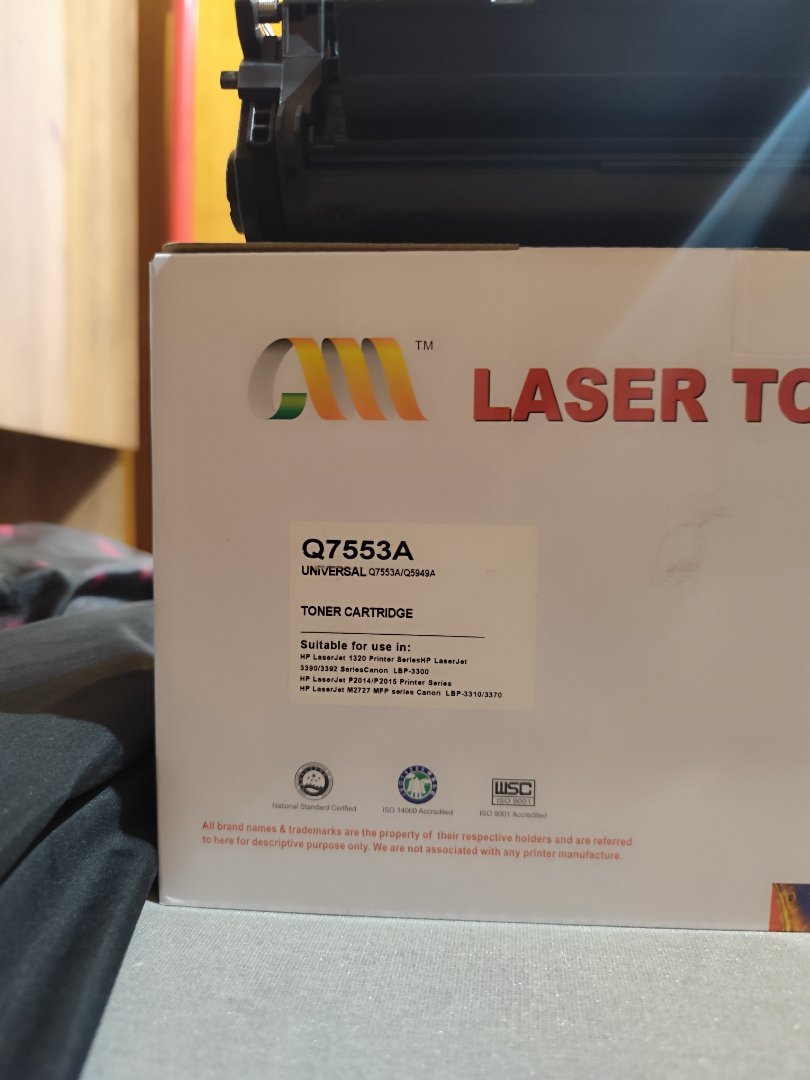 TM
LASER TO
Q7553A
UNIVERSAL Q7553A/Q5949A
TONER CARTRIDGE
Suitable for use in:
HP LaserJet 1320 Printer SeriesHP LaserJet
3390/3392 SeriesCanon LBP-3300
HP LaserJet P2014/P2015 Printer Series
HP LaserJet M2727 MFP series Canon LBP-3310/3370
National Standard Certified
ISO 14000 Accredited
WSC
ISO 9001
ISO 9001 Accredited
All brand names & trademarks are the property of their respective holders and are referred
to here for descriptive purpose only. We are not associated with any printer manufacture.